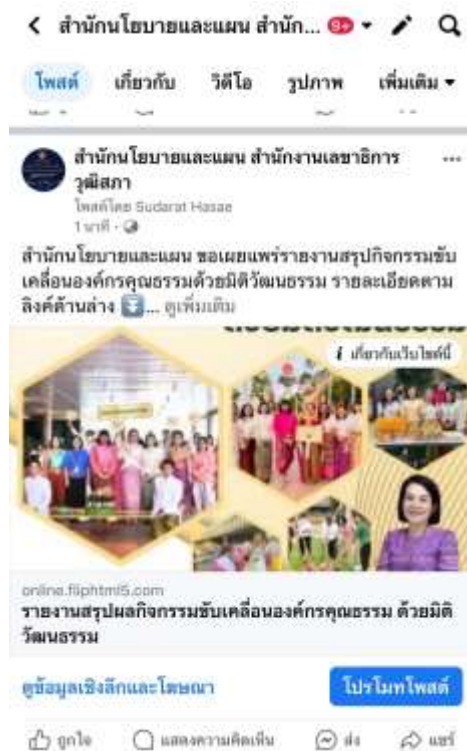 สำนักนโยบายและแผน สำนัก... 9+
โพสต์ เกี่ยวกับ วิดีโอ รูปภาพ เพิ่มเติม
สำนักนโยบายและแผน สำนักงานเลขาธิการ
วุฒิสภา
โพสต์โดย Sudarat Hasae
1 นาที
สำนักนโยบายและแผน ขอเผยแพร่รายงานสรุปกิจกรรมขับ
เคลื่อนองค์กรคุณธรรมด้วยมิติวัฒนธรรม รายละเอียดตาม
ลิงค์ด้านล่าง ⬇️... ดูเพิ่มเติม
i เกี่ยวกับเว็บไซต์นี้
online.fliphtml5.com
รายงานสรุปผลกิจกรรมขับเคลื่อนองค์กรคุณธรรม ด้วยมิติ
วัฒนธรรม
ดูข้อมูลเชิงลึกและโฆษณา โปรโมทโพสต์
ถูกใจ แสดงความคิดเห็น ส่ง แชร์